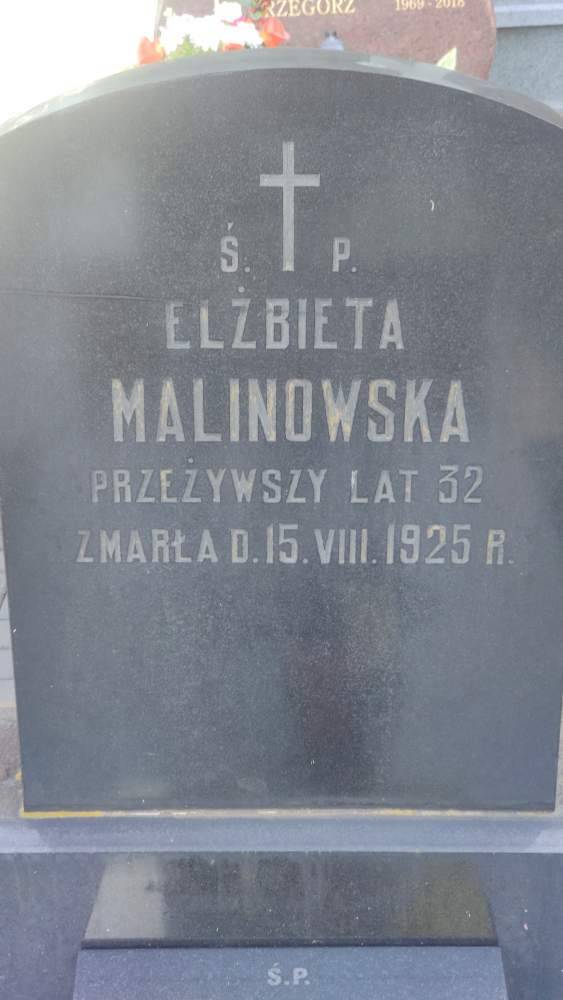 RZEGORZ 1969 - 2018
Ś. P.
ELŻBIETA
MALINOWSKA
PRZEŻYWSZY LAT 32
ZMARŁA D. 15. VIII. 1925 R.
Ś.P.